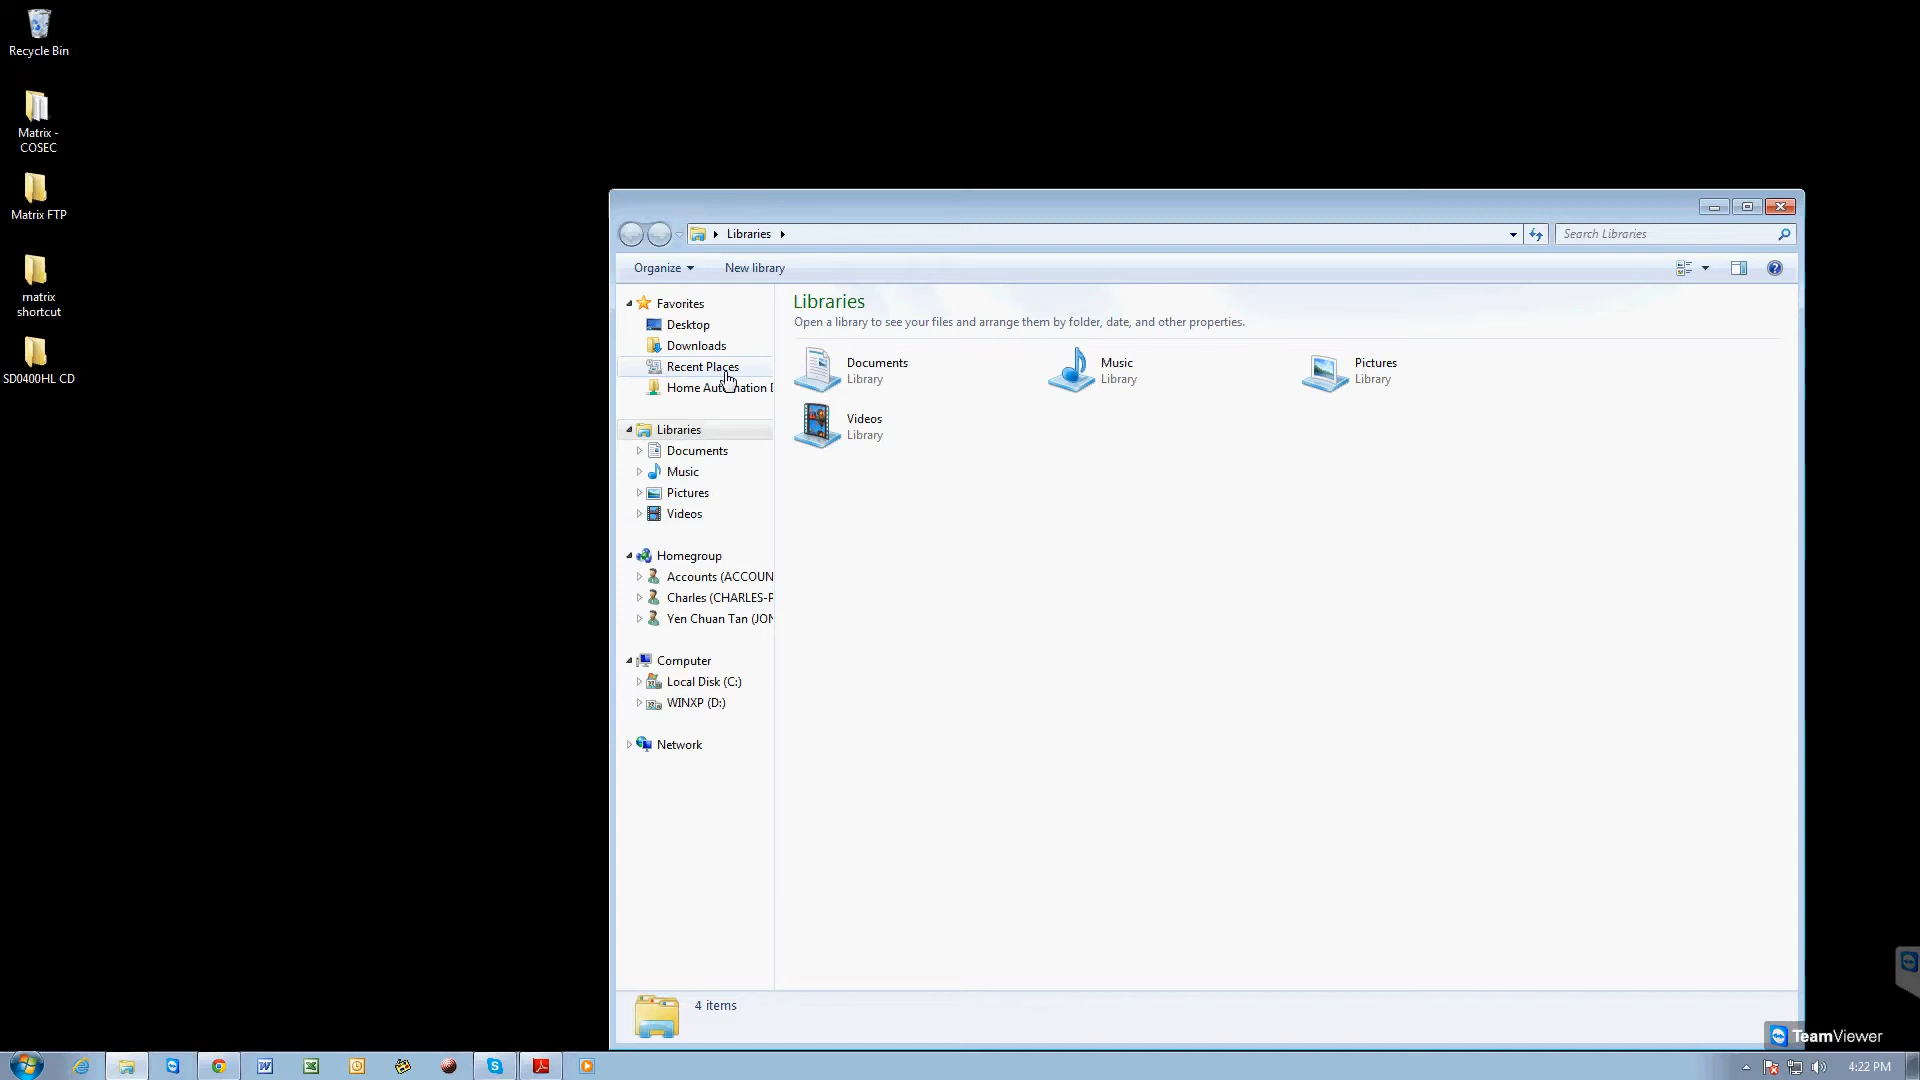 Recycle Bin
Matrix -
COSEC
Matrix FTP
matrix
shortcut
SD0400HL CD
Libraries
Search Libraries
Organize
New library
Favorites
Desktop
Downloads
Recent Places
Home Automation D
Libraries
Documents
Music
Pictures
Videos
Homegroup
Accounts (ACCOUN
Charles (CHARLES-P
Yen Chuan Tan (JON
Computer
Local Disk (C:)
WINXP (D:)
Network
Libraries
Open a library to see your files and arrange them by folder, date, and other properties.
Documents
Library
Music
Library
Pictures
Library
Videos
Library
4 items
TeamViewer
4:22 PM